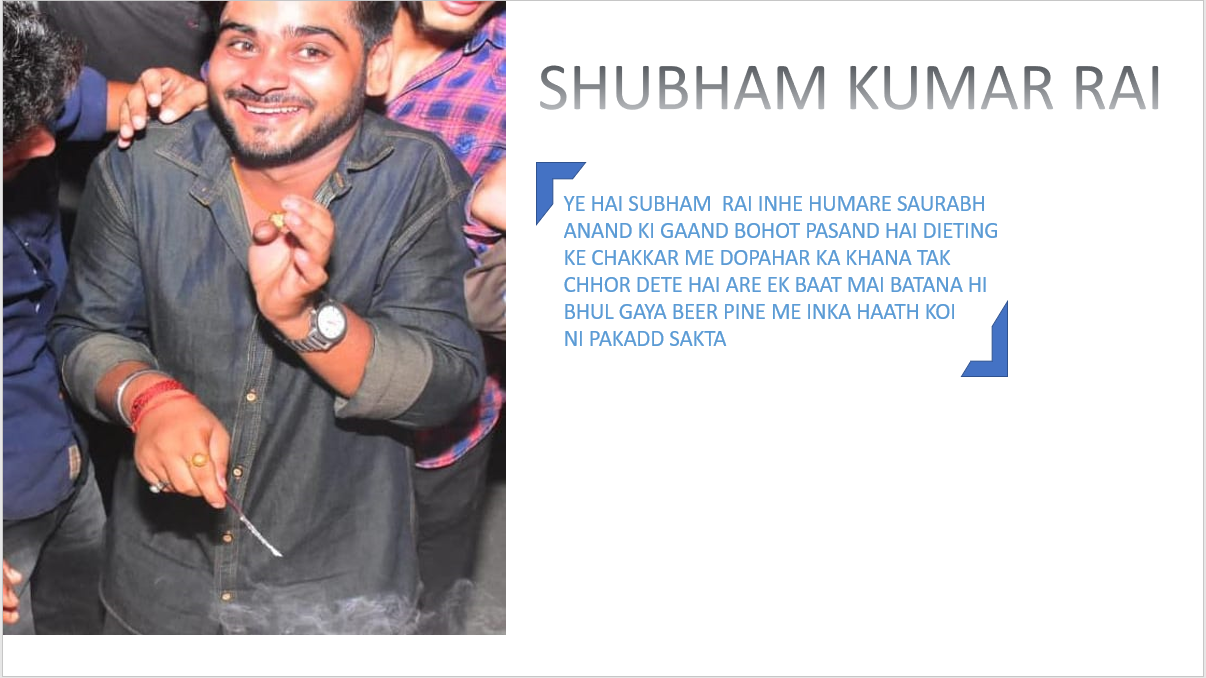 SHUBHAM KUMAR RAI
YE HAI SUBHAM  RAI INHE HUMARE SAURABH
ANAND KI GAAND BOHOT PASAND HAI DIETING
KE CHAKKAR ME DOPAHAR KA KHANA TAK
CHHOR DETE HAI ARE EK BAAT MAI BATANA HI
BHUL GAYA BEER PINE ME INKA HAATH KOI
NI PAKADD SAKTA